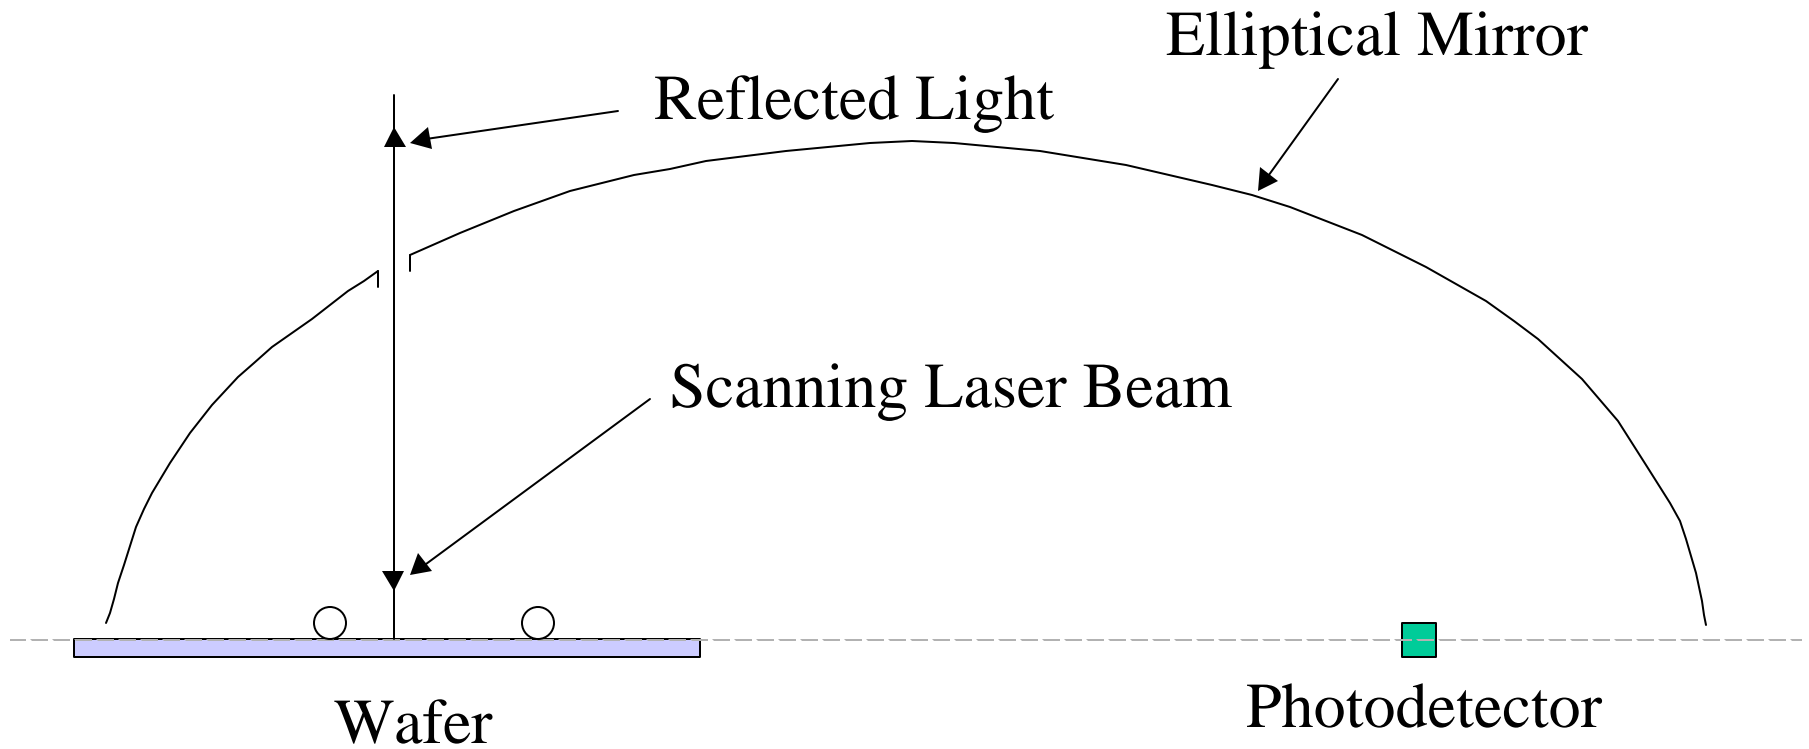 Elliptical Mirror
Reflected Light
Scanning Laser Beam
Wafer
Photodetector